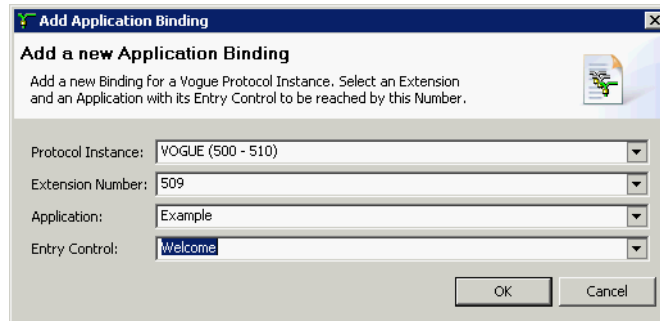 Add Application Binding
Add a new Application Binding
Add a new Binding for a Vogue Protocol Instance. Select an Extension
and an Application with its Entry Control to be reached by this Number.
Protocol Instance: VOGUE (500 - 510)
Extension Number: 509
Application: Example
Entry Control: Welcome
OK Cancel